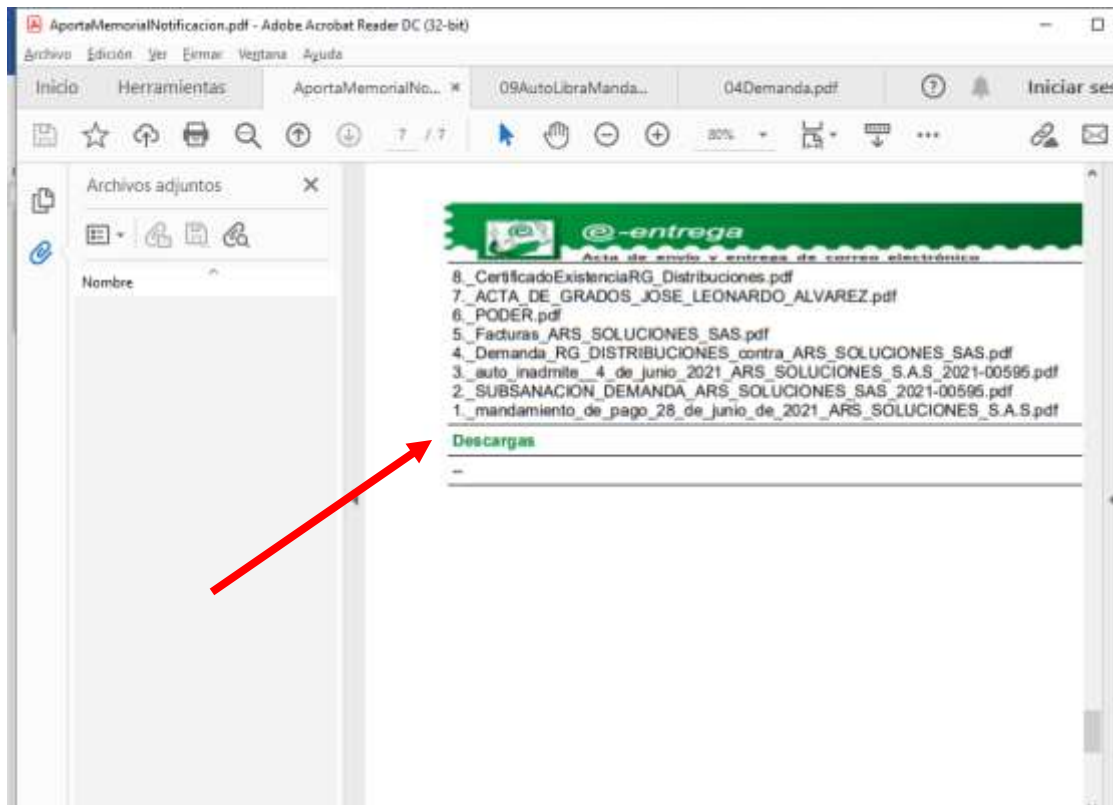 AportaMemorialNotificacion.pdf - Adobe Acrobat Reader DC (32-bit)
Archivo Edición Ver Firmar Ventana Ayuda
Inicio Herramientas AportaMemorialNo... × 09AutoLibraManda... 04Demanda.pdf Iniciar ses
7 / 7 80%
Archivos adjuntos
Nombre
@-entrega
Acta de envío y entrega de correo electrónico
8._CertificadoExistenciaRG_Distribuciones.pdf
7._ACTA_DE_GRADOS_JOSE_LEONARDO_ALVAREZ.pdf
6._PODER.pdf
5._Facturas_ARS_SOLUCIONES_SAS.pdf
4._Demanda_RG_DISTRIBUCIONES_contra_ARS_SOLUCIONES_SAS.pdf
3._auto_inadmite__4_de_junio_2021_ARS_SOLUCIONES_S.A.S_2021-00595.pdf
2._SUBSANACION_DEMANDA_ARS_SOLUCIONES_SAS_2021-00595.pdf
1._mandamiento_de_pago_28_de_junio_de_2021_ARS_SOLUCIONES_S.A.S.pdf
Descargas
--